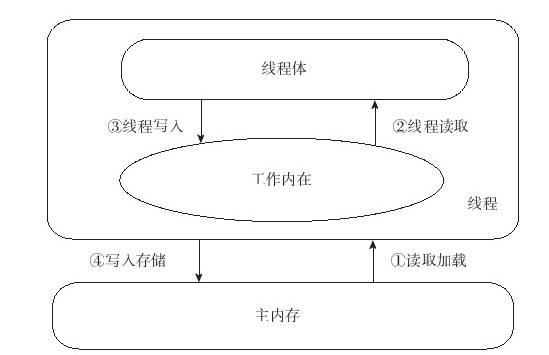 线程体
③线程写入
②线程读取
工作内在
线程
④写入存储
①读取加载
主内存